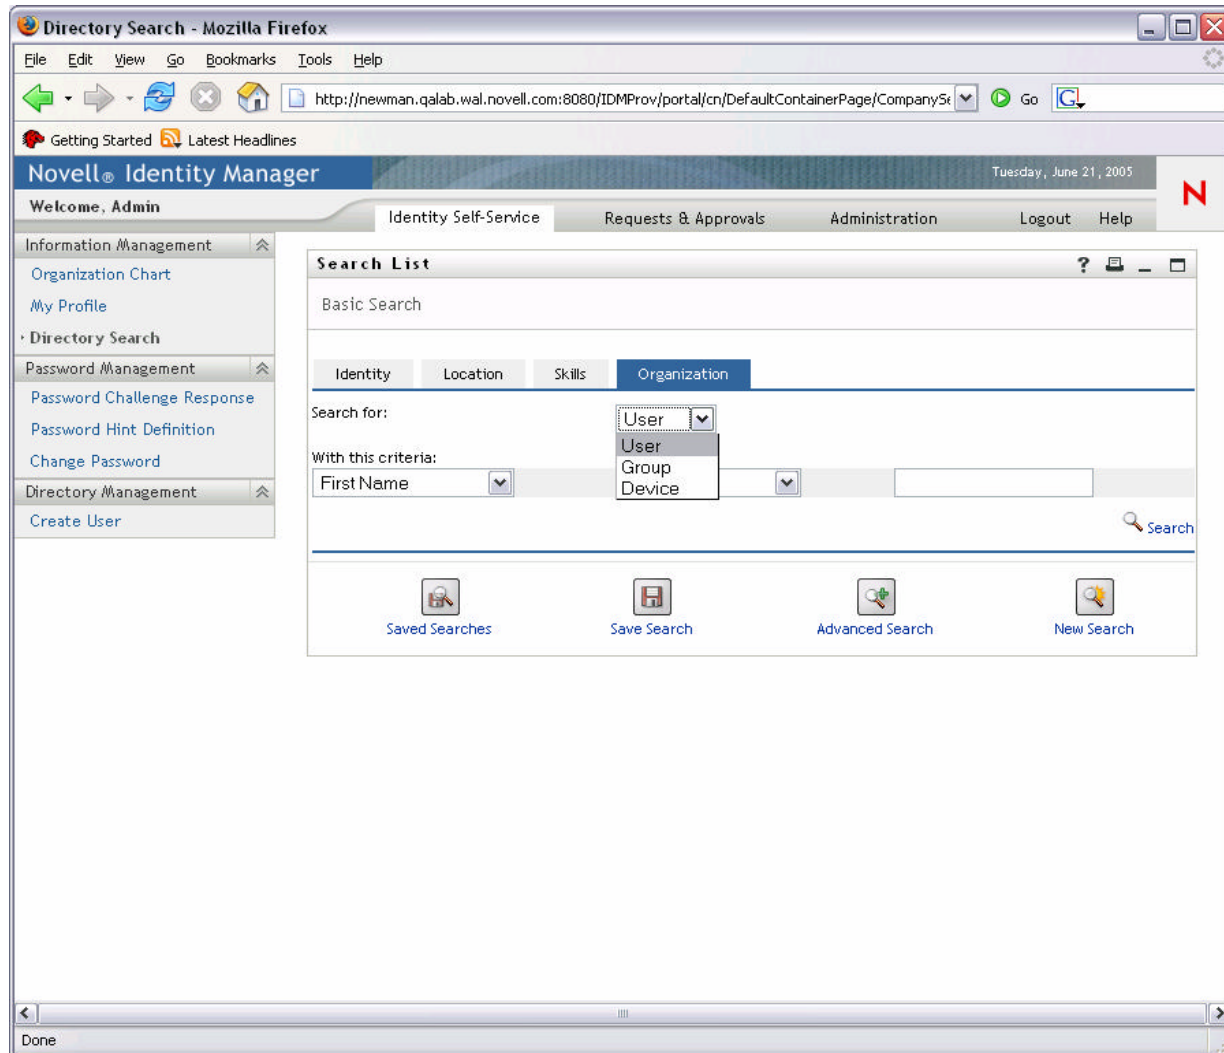 Directory Search - Mozilla Firefox
File Edit View Go Bookmarks Tools Help
http://newman.qalab.wal.novell.com:8080/IDMProv/portal/cn/DefaultContainerPage/CompanySe Go G
Getting Started Latest Headlines
Novell® Identity Manager Tuesday, June 21, 2005
N
Welcome, Admin
Identity Self-Service Requests & Approvals Administration Logout Help
Information Management
Organization Chart
My Profile
Directory Search
Password Management
Password Challenge Response
Password Hint Definition
Change Password
Directory Management
Create User
Search List ?
Basic Search
Identity Location Skills Organization
Search for: User
User
Group
Device
With this criteria:
First Name
Search
Saved Searches Save Search Advanced Search New Search
Done